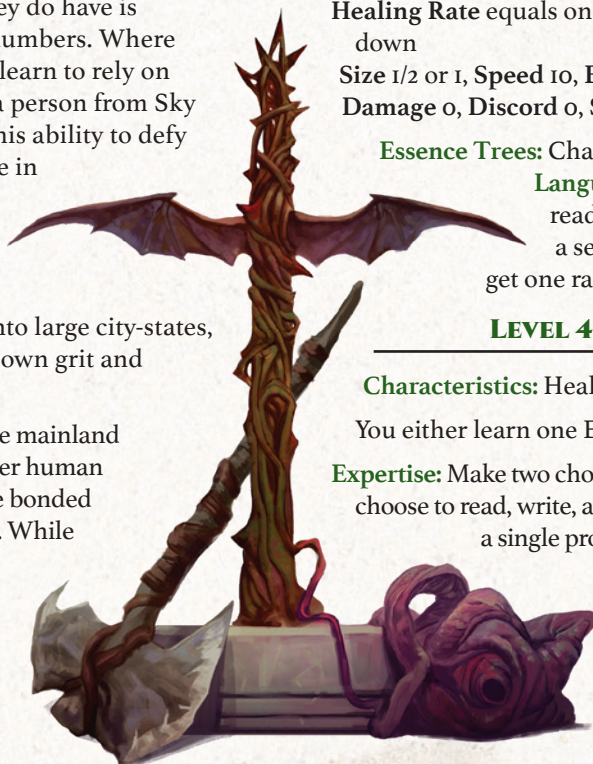 ey do have is
umbers. Where
learn to rely on
a person from Sky
his ability to defy
e in
nto large city-states,
own grit and
e mainland
er human
e bonded
. While
Healing Rate equals on
down
Size 1/2 or 1, Speed 10,
Damage 0, Discord 0,
Essence Trees: Cha
Langu
read
a se
get one ra
LEVEL 4
Characteristics: Heal
You either learn one E
Expertise: Make two cho
choose to read, write, a
a single pro